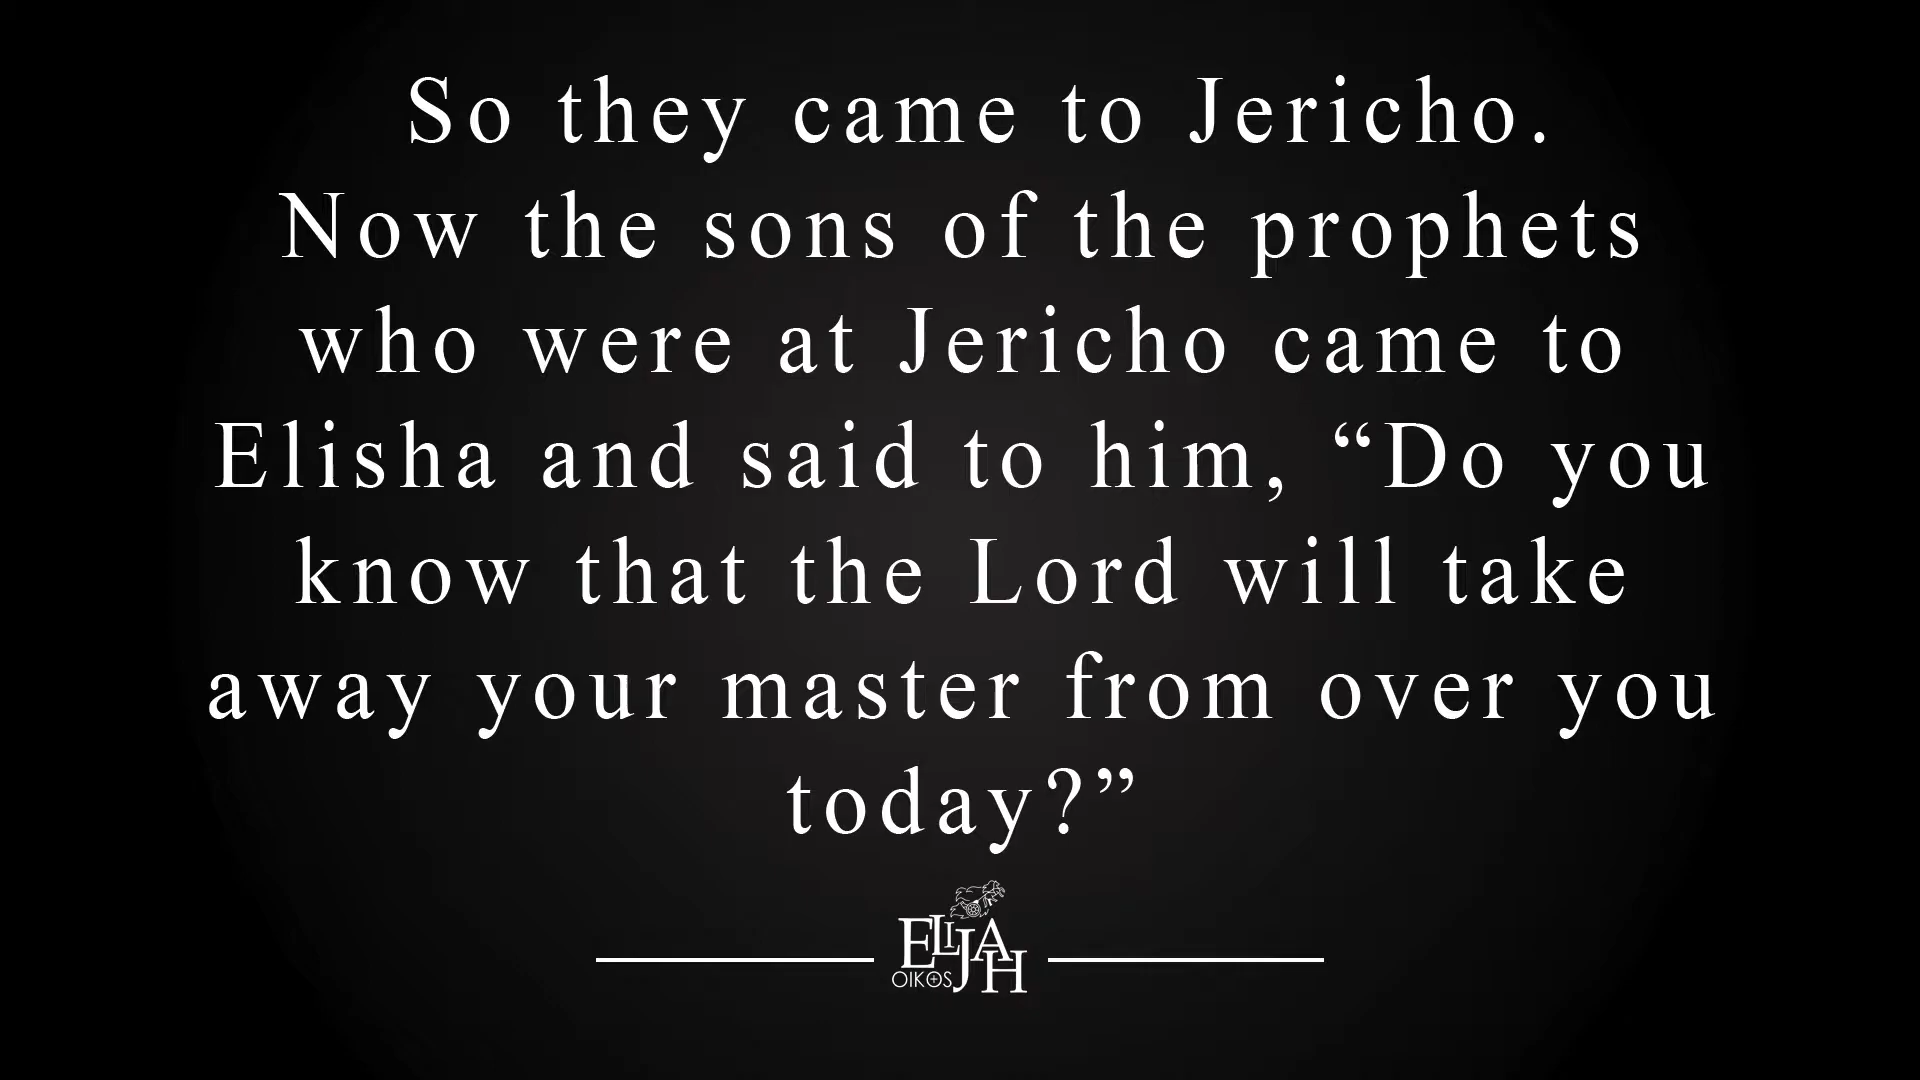 So they came to Jericho.
Now the sons of the prophets
who were at Jericho came to
Elisha and said to him, “Do you
know that the Lord will take
away your master from over you
today?”
ELIJAH
OIKOS